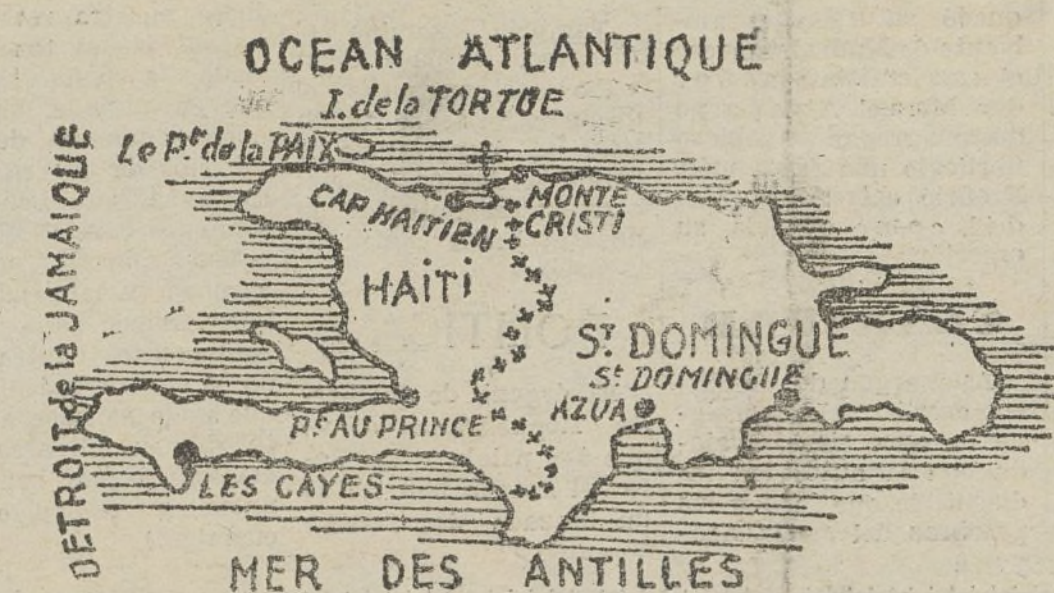 OCEAN ATLANTIQUE
I. de la TORTUE
Le Pt. de la PAIX
DETROIT de la JAMAIQUE
CAP HAITIEN
MONTE
CRISTI
HAITI
ST DOMINGUE
St DOMINGUE
AZUA
Pt AU PRINCE
LES CAYES
MER DES ANTILLES